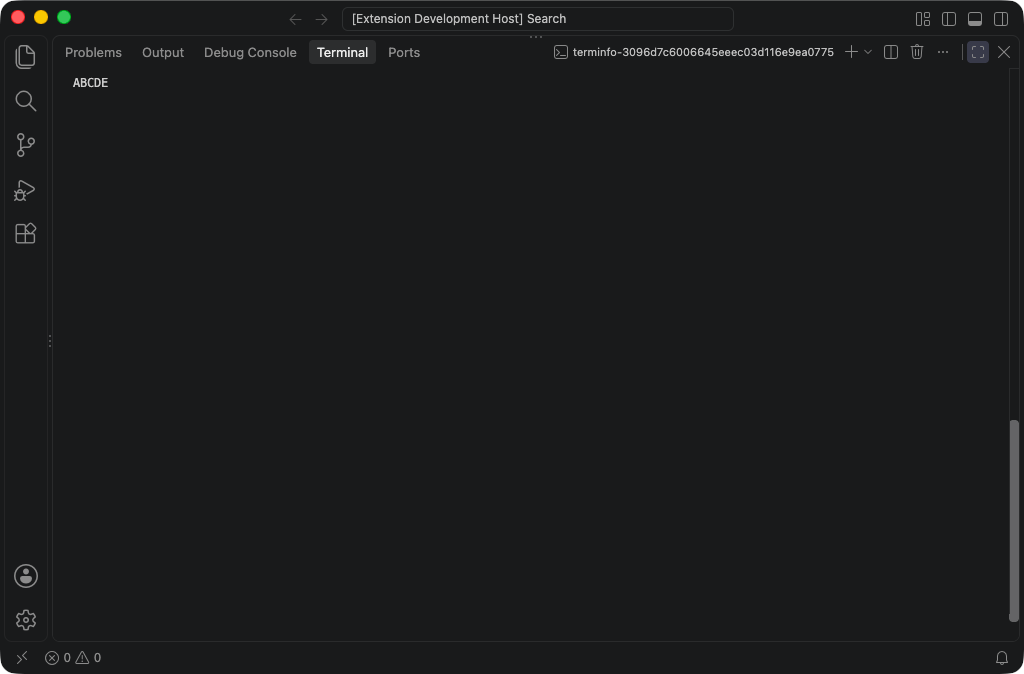 [Extension Development Host] Search
Problems Output Debug Console Terminal Ports
terminfo-3096d7c6006645eeec03d116e9ea0775
ABCDE
0 0